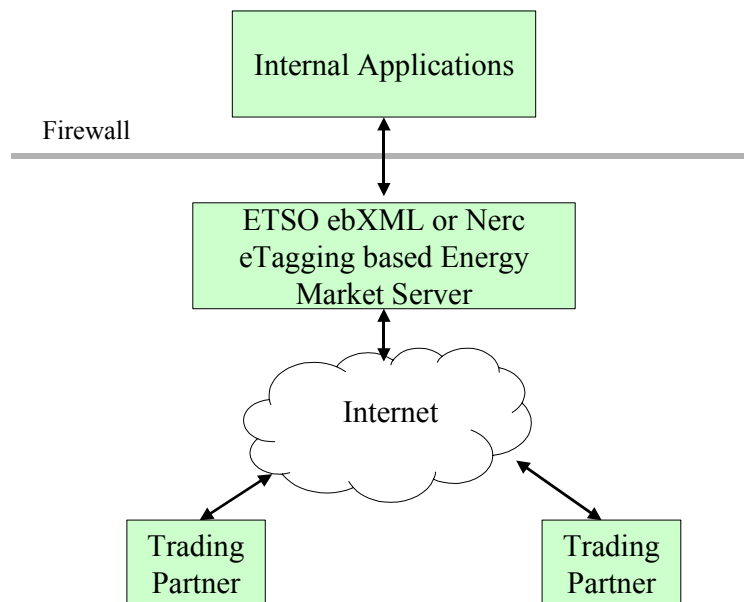 Internal Applications
Firewall
ETSO ebXML or Nerc
eTagging based Energy
Market Server
Internet
Trading
Partner
Trading
Partner